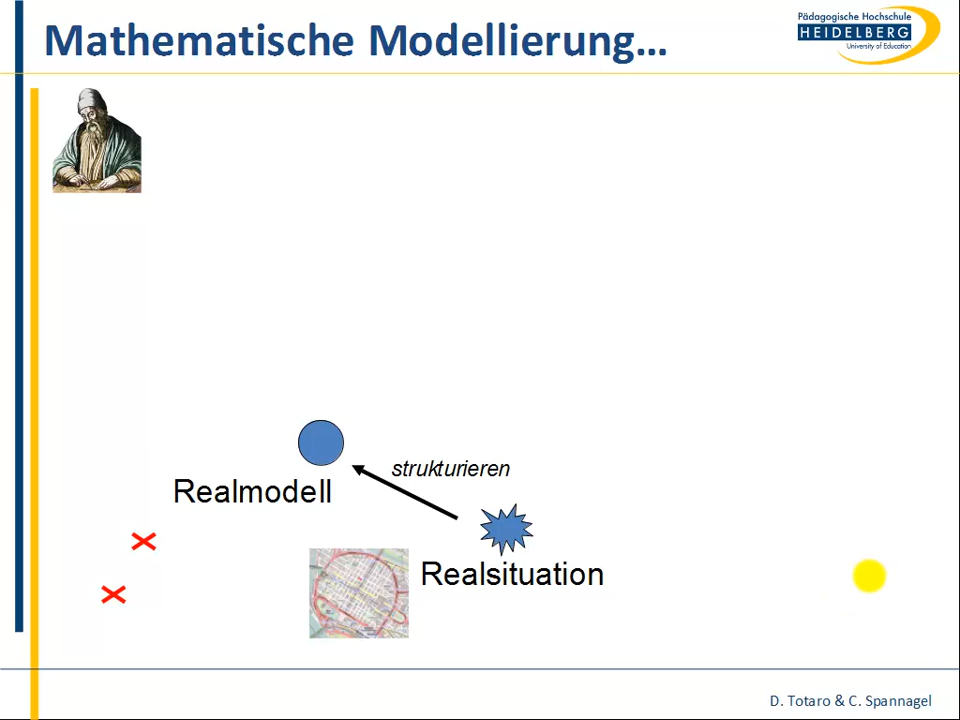 Mathematische Modellierung...
Pädagogische Hochschule
HEIDELBERG
University of Education
strukturieren
Realmodell
Realsituation
D. Totaro & C. Spannagel